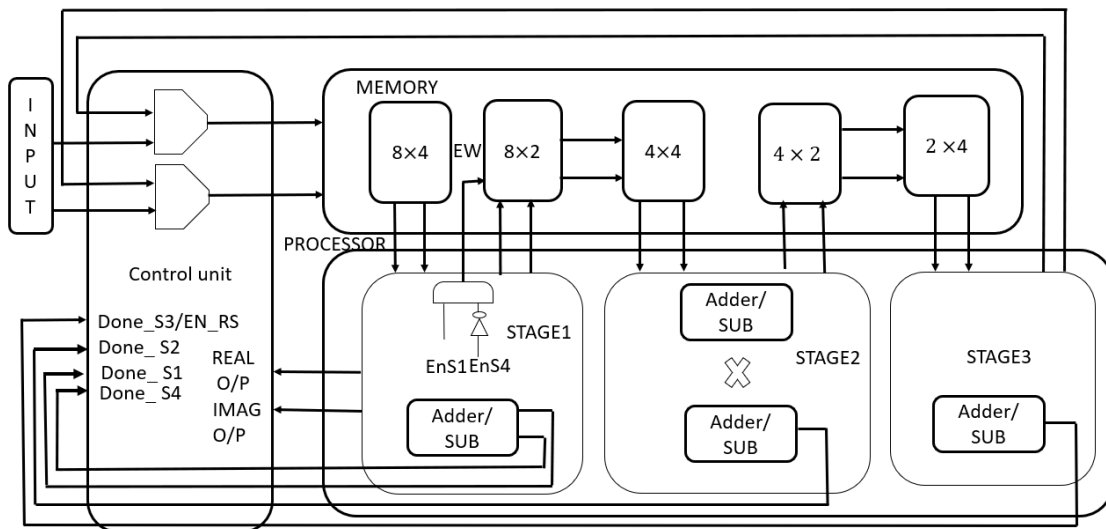 INPUT
MEMORY
8×4
EW
8×2
4×4
4 × 2
2 ×4
PROCESSOR
Control unit
Done_S3/EN_RS
Done_ S2
Done_ S1
Done_ S4
REAL
O/P
IMAG
O/P
STAGE1
EnS1
EnS4
Adder/
SUB
Adder/
SUB
STAGE2
Adder/
SUB
STAGE3
Adder/
SUB